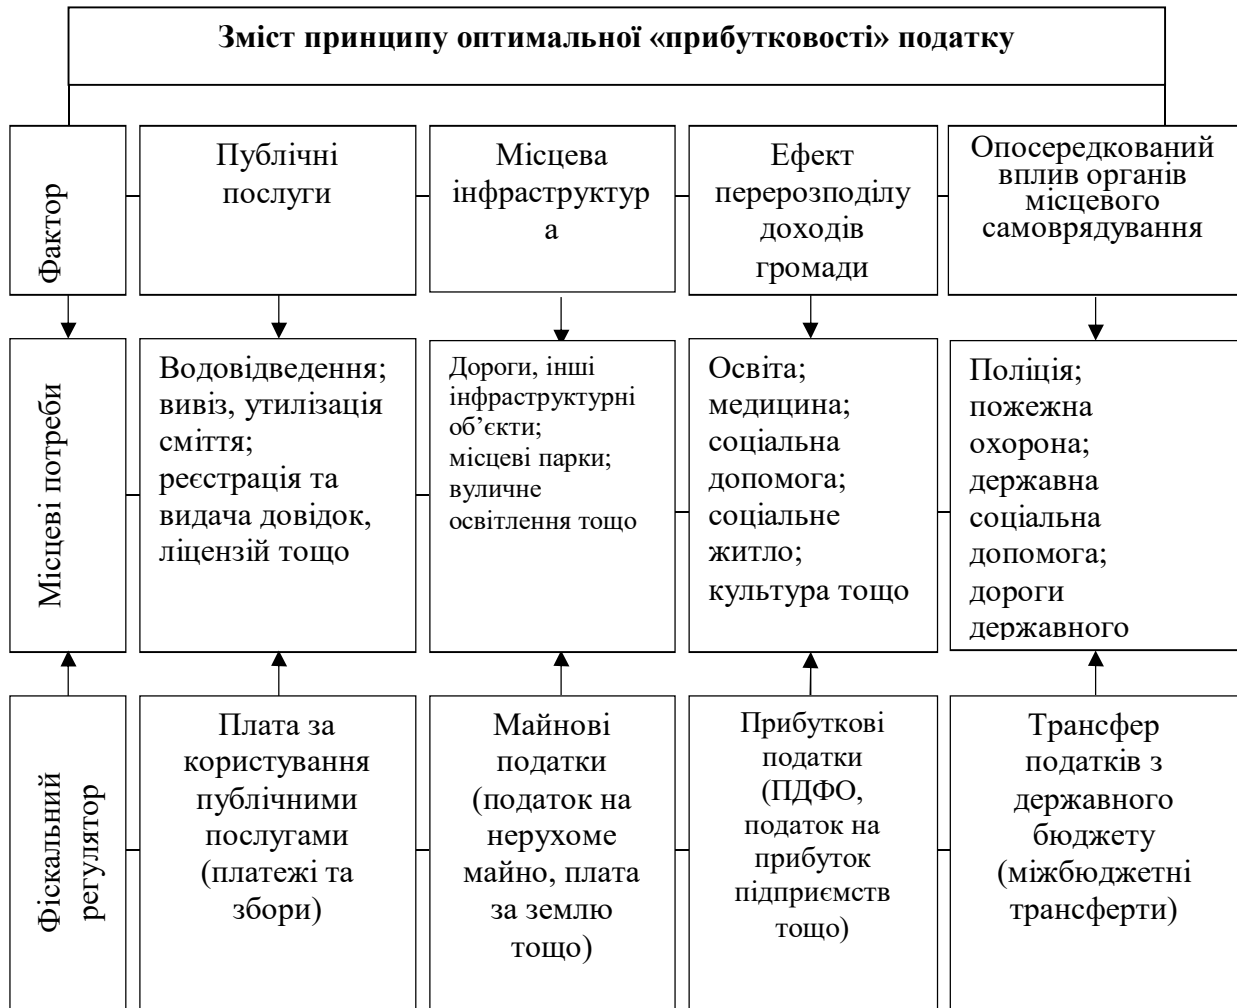 Зміст принципу оптимальної «прибутковості» податку
Фактор
Публічні
послуги
Місцева
інфраструктур
а
Ефект
перерозподілу
доходів
громади
Опосередкований
вплив органів
місцевого
самоврядування
Місцеві потреби
Водовідведення;
вивіз, утилізація
сміття;
реєстрація та
видача довідок,
ліцензій тощо
Дороги, інші
інфраструктурні
об’єкти;
місцеві парки;
вуличне
освітлення тощо
Освіта;
медицина;
соціальна
допомога;
соціальне
житло;
культура тощо
Поліція;
пожежна
охорона;
державна
соціальна
допомога;
дороги
державного
Фіскальний
регулятор
Плата за
користування
публічними
послугами
(платежі та
збори)
Майнові
податки
(податок на
нерухоме
майно, плата
за землю
тощо)
Прибуткові
податки
(ПДФО,
податок на
прибуток
підприємств
тощо)
Трансфер
податків з
державного
бюджету
(міжбюджетні
трансферти)